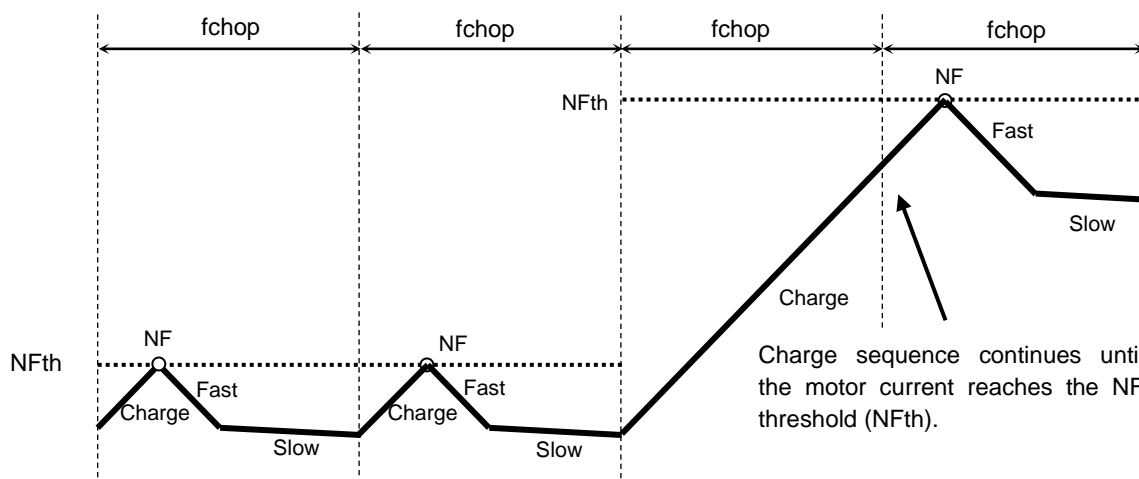 fchop fchop fchop fchop
NF
NFth
Fast
Slow
Charge
NF NF
NFth
Fast Fast
Charge Charge
Slow Slow
Charge sequence continues unti
the motor current reaches the NF
threshold (NFth).